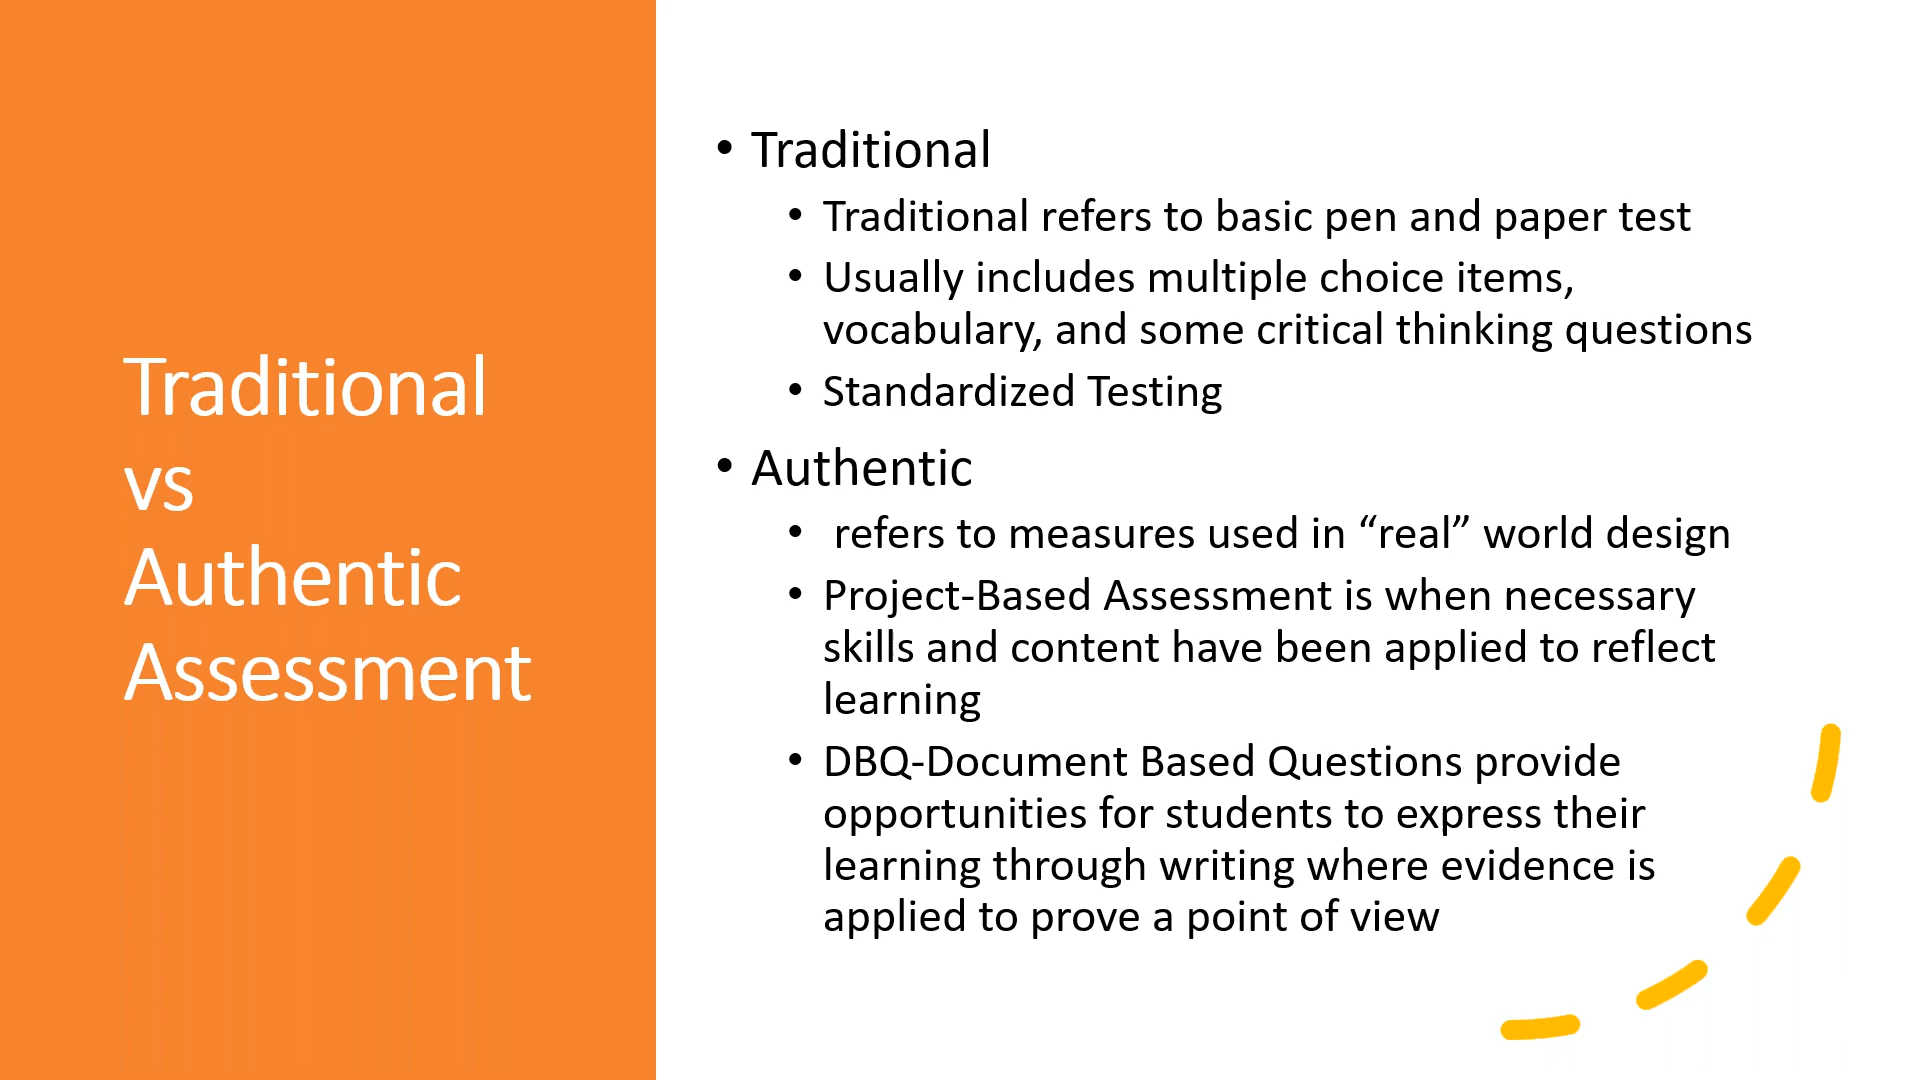 Traditional
vs
Authentic
Assessment
• Traditional
• Traditional refers to basic pen and paper test
• Usually includes multiple choice items,
vocabulary, and some critical thinking questions
• Standardized Testing
• Authentic
• refers to measures used in “real” world design
• Project-Based Assessment is when necessary
skills and content have been applied to reflect
learning
• DBQ-Document Based Questions provide
opportunities for students to express their
learning through writing where evidence is
applied to prove a point of view